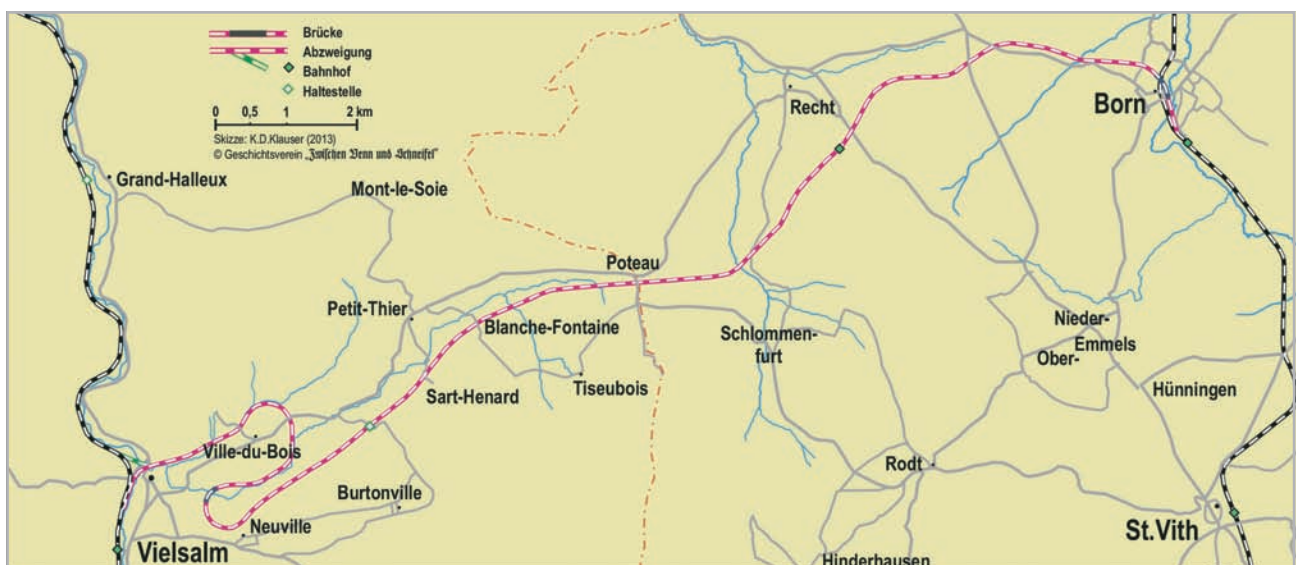 Brücke
Abzweigung
Bahnhof
Haltestelle
0 0,5 1 2 km
Skizze: K.D.Klauser (2013)
© Geschichtsverein „Zwischen Venn und Schneifel"
Recht
Born
Grand-Halleux
Mont-le-Soie
Poteau
Petit-Thier
Blanche-Fontaine
Schlommen-
furt
Nieder-
Emmels
Ober-
Sart-Henard
Tiseubois
Hünningen
Ville-du-Bois
Rodt
Burtonville
Neuville
St.Vith
Vielsalm
Hinderhausen